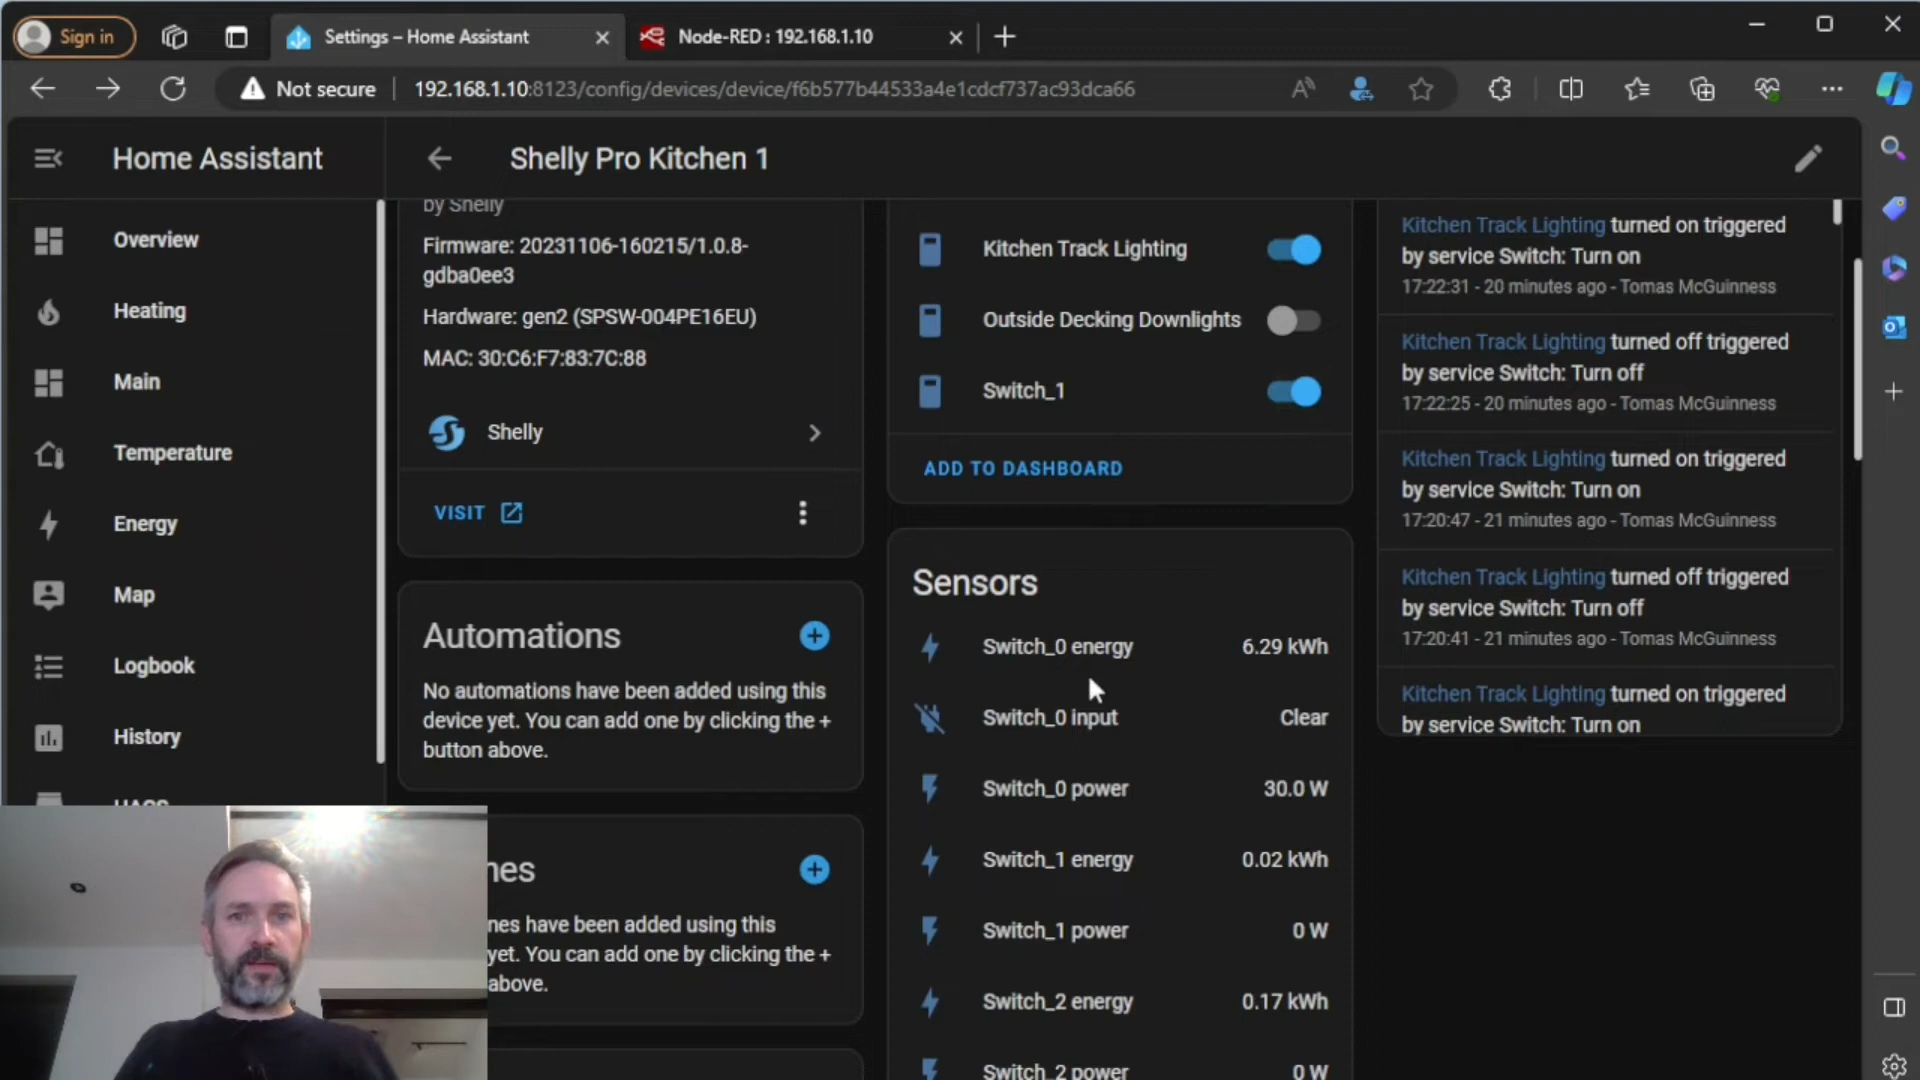 Sign in
Settings – Home Assistant
Node-RED : 192.168.1.10
Not secure
192.168.1.10:8123/config/devices/device/f6b577b44533a4e1cdcf737ac93dca66
Home Assistant
Shelly Pro Kitchen 1
Overview
Heating
Main
Temperature
Energy
Map
Logbook
History
HACS
by Shelly
Firmware: 20231106-160215/1.0.8-
gdba0ee3
Hardware: gen2 (SPSW-004PE16EU)
MAC: 30:C6:F7:83:7C:88
Shelly
VISIT
Automations
No automations have been added using this
device yet. You can add one by clicking the +
button above.
nes
nes have been added using this
yet. You can add one by clicking the +
above.
Kitchen Track Lighting
Outside Decking Downlights
Switch_1
ADD TO DASHBOARD
Sensors
Switch_0 energy 6.29 kWh
Switch_0 input Clear
Switch_0 power 30.0 W
Switch_1 energy 0.02 kWh
Switch_1 power 0 W
Switch_2 energy 0.17 kWh
Switch_2 power 0 W
Kitchen Track Lighting turned on triggered
by service Switch: Turn on
17:22:31 - 20 minutes ago - Tomas McGuinness
Kitchen Track Lighting turned off triggered
by service Switch: Turn off
17:22:25 - 20 minutes ago - Tomas McGuinness
Kitchen Track Lighting turned on triggered
by service Switch: Turn on
17:20:47 - 21 minutes ago - Tomas McGuinness
Kitchen Track Lighting turned off triggered
by service Switch: Turn off
17:20:41 - 21 minutes ago - Tomas McGuinness
Kitchen Track Lighting turned on triggered
by service Switch: Turn on